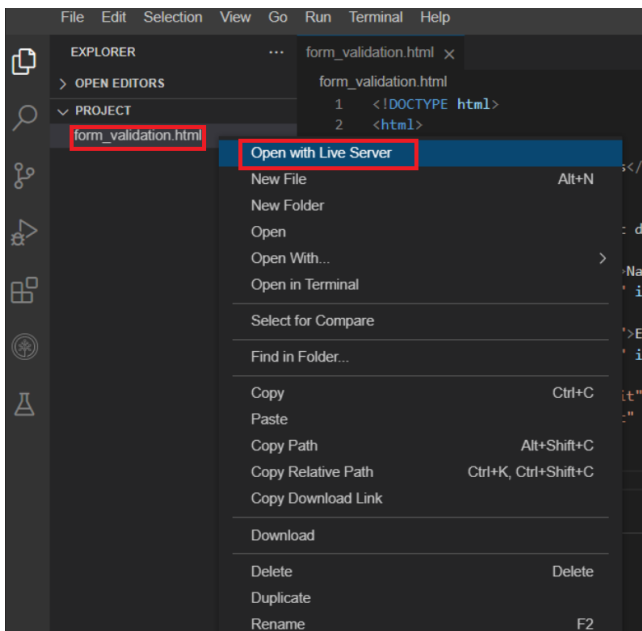 File Edit Selection View Go Run Terminal Help
EXPLORER ...
form_validation.html
OPEN EDITORS
form_validation.html
PROJECT
form_validation.html
1 <!DOCTYPE html>
2 <html>
Open with Live Server
New File Alt+N
New Folder
Open
Open With...
Open in Terminal
Select for Compare
Find in Folder...
Copy Ctrl+C
Paste
Copy Path Alt+Shift+C
Copy Relative Path Ctrl+K, Ctrl+Shift+C
Copy Download Link
Download
Delete Delete
Duplicate
Rename F2
s</
t d
>Na
" i
">E
" i
it"
t"